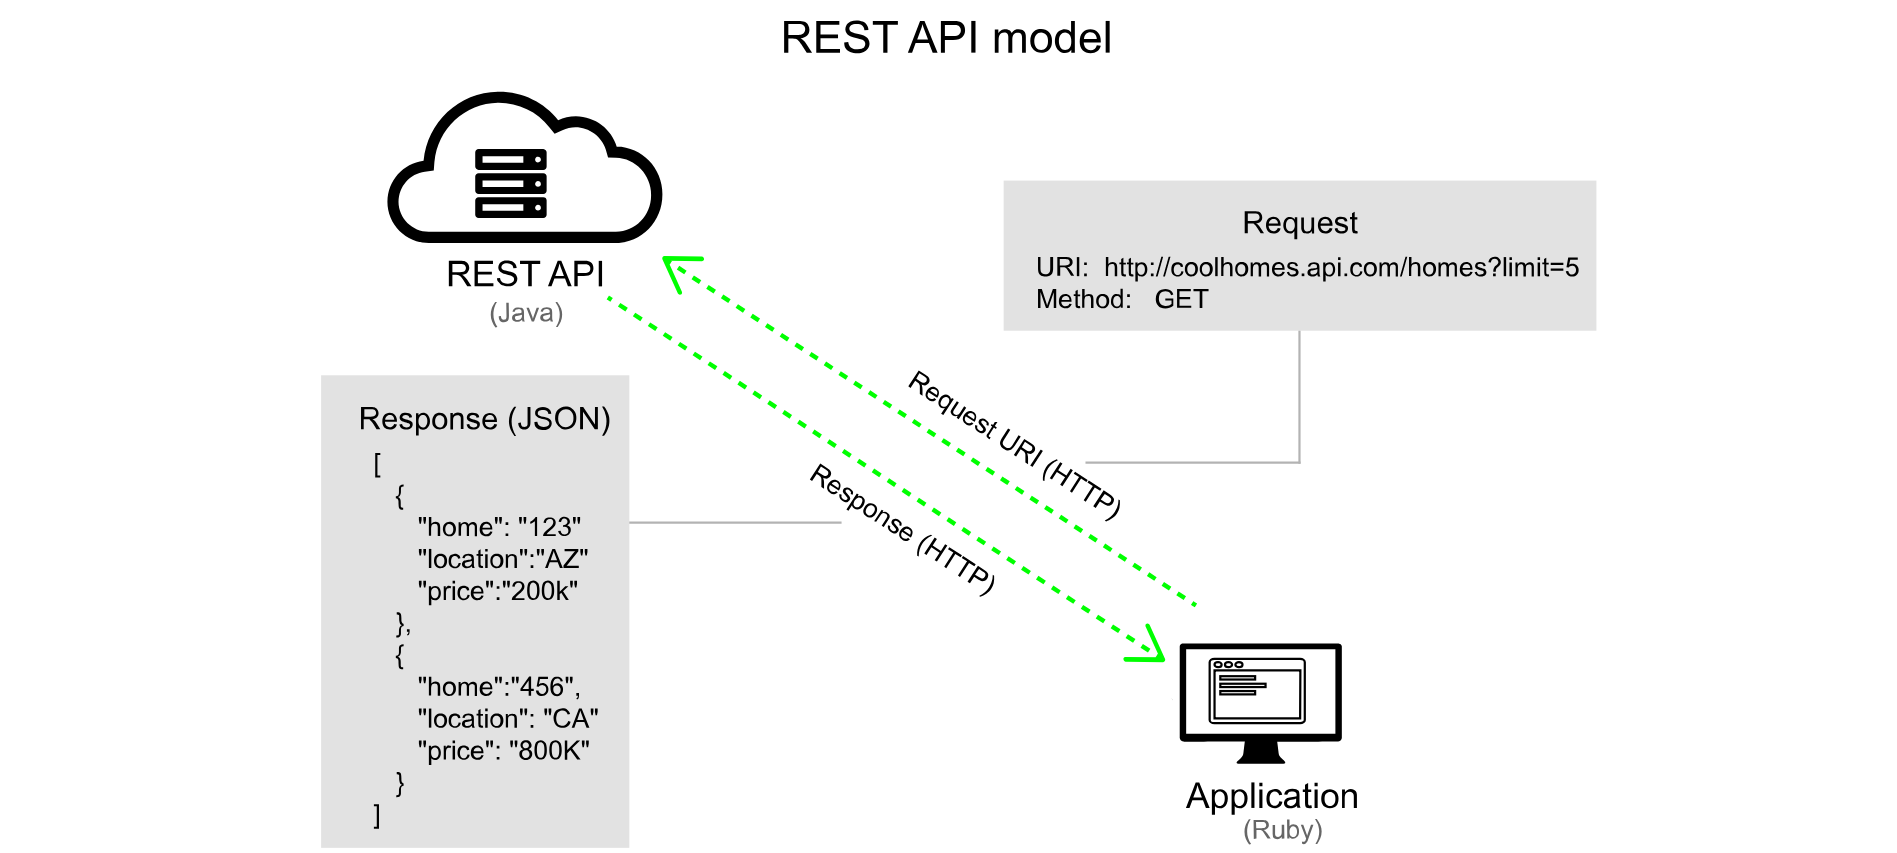 REST API model
REST API
(Java)
Request
URI:  http://coolhomes.api.com/homes?limit=5
Method:   GET
Request URI (HTTP)
Response (HTTP)
Response (JSON)
[
{
"home": "123"
"location":"AZ"
"price":"200k"
},
{
"home":"456",
"location": "CA"
"price": "800K"
}
]
Application
(Ruby)